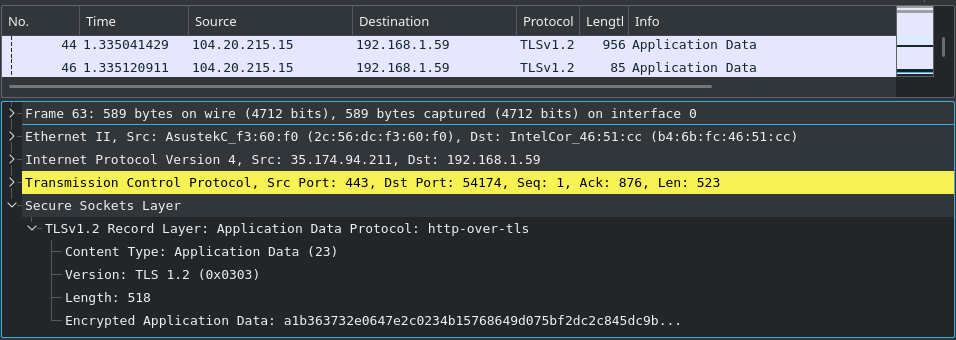 No. Time Source Destination Protocol Lengtl Info
44 1.335041429 104.20.215.15 192.168.1.59 TLSv1.2 956 Application Data
46 1.335120911 104.20.215.15 192.168.1.59 TLSv1.2 85 Application Data
Frame 63: 589 bytes on wire (4712 bits), 589 bytes captured (4712 bits) on interface 0
Ethernet II, Src: AsustekC_f3:60:f0 (2c:56:dc:f3:60:f0), Dst: IntelCor_46:51:cc (b4:6b:fc:46:51:cc)
Internet Protocol Version 4, Src: 35.174.94.211, Dst: 192.168.1.59
Transmission Control Protocol, Src Port: 443, Dst Port: 54174, Seq: 1, Ack: 876, Len: 523
Secure Sockets Layer
TLSv1.2 Record Layer: Application Data Protocol: http-over-tls
Content Type: Application Data (23)
Version: TLS 1.2 (0x0303)
Length: 518
Encrypted Application Data: a1b363732e0647e2c0234b15768649d075bf2dc2c845dc9b...